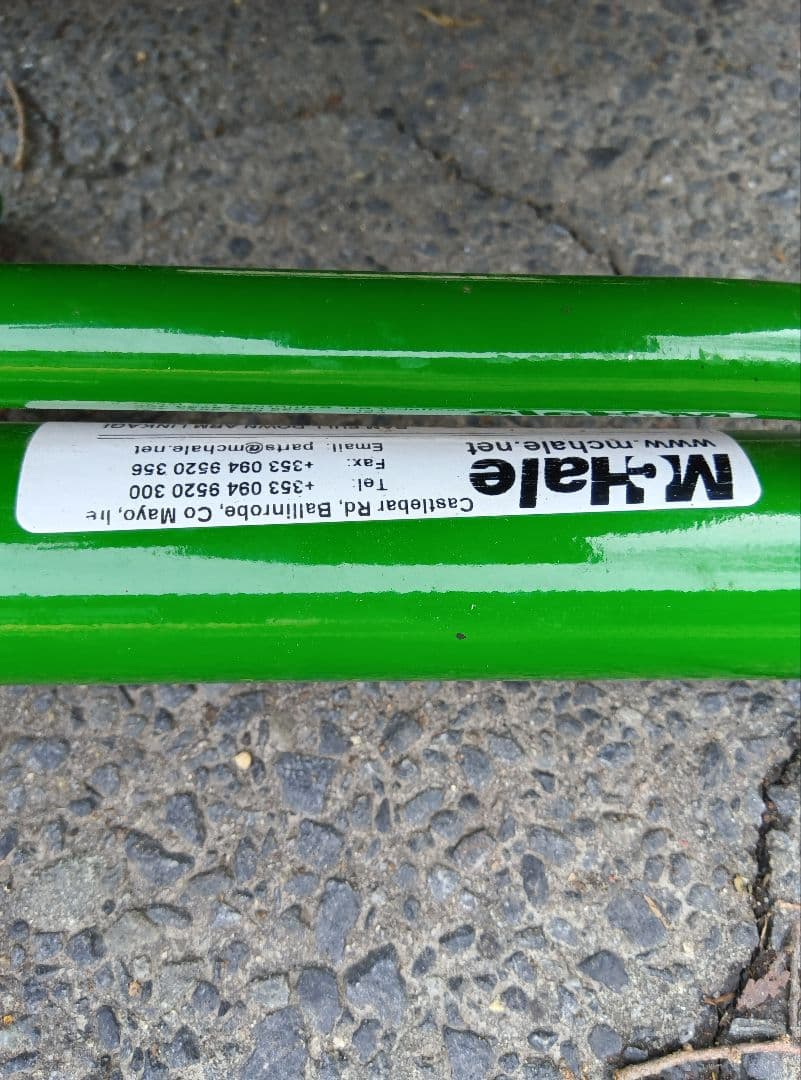 McHale
www.mchale.net
Castlebar Rd, Ballinrobe, Co Mayo, Ire
Tel: +353 094 9520 300
Fax: +353 094 9520 356
Email: parts@mchale.net